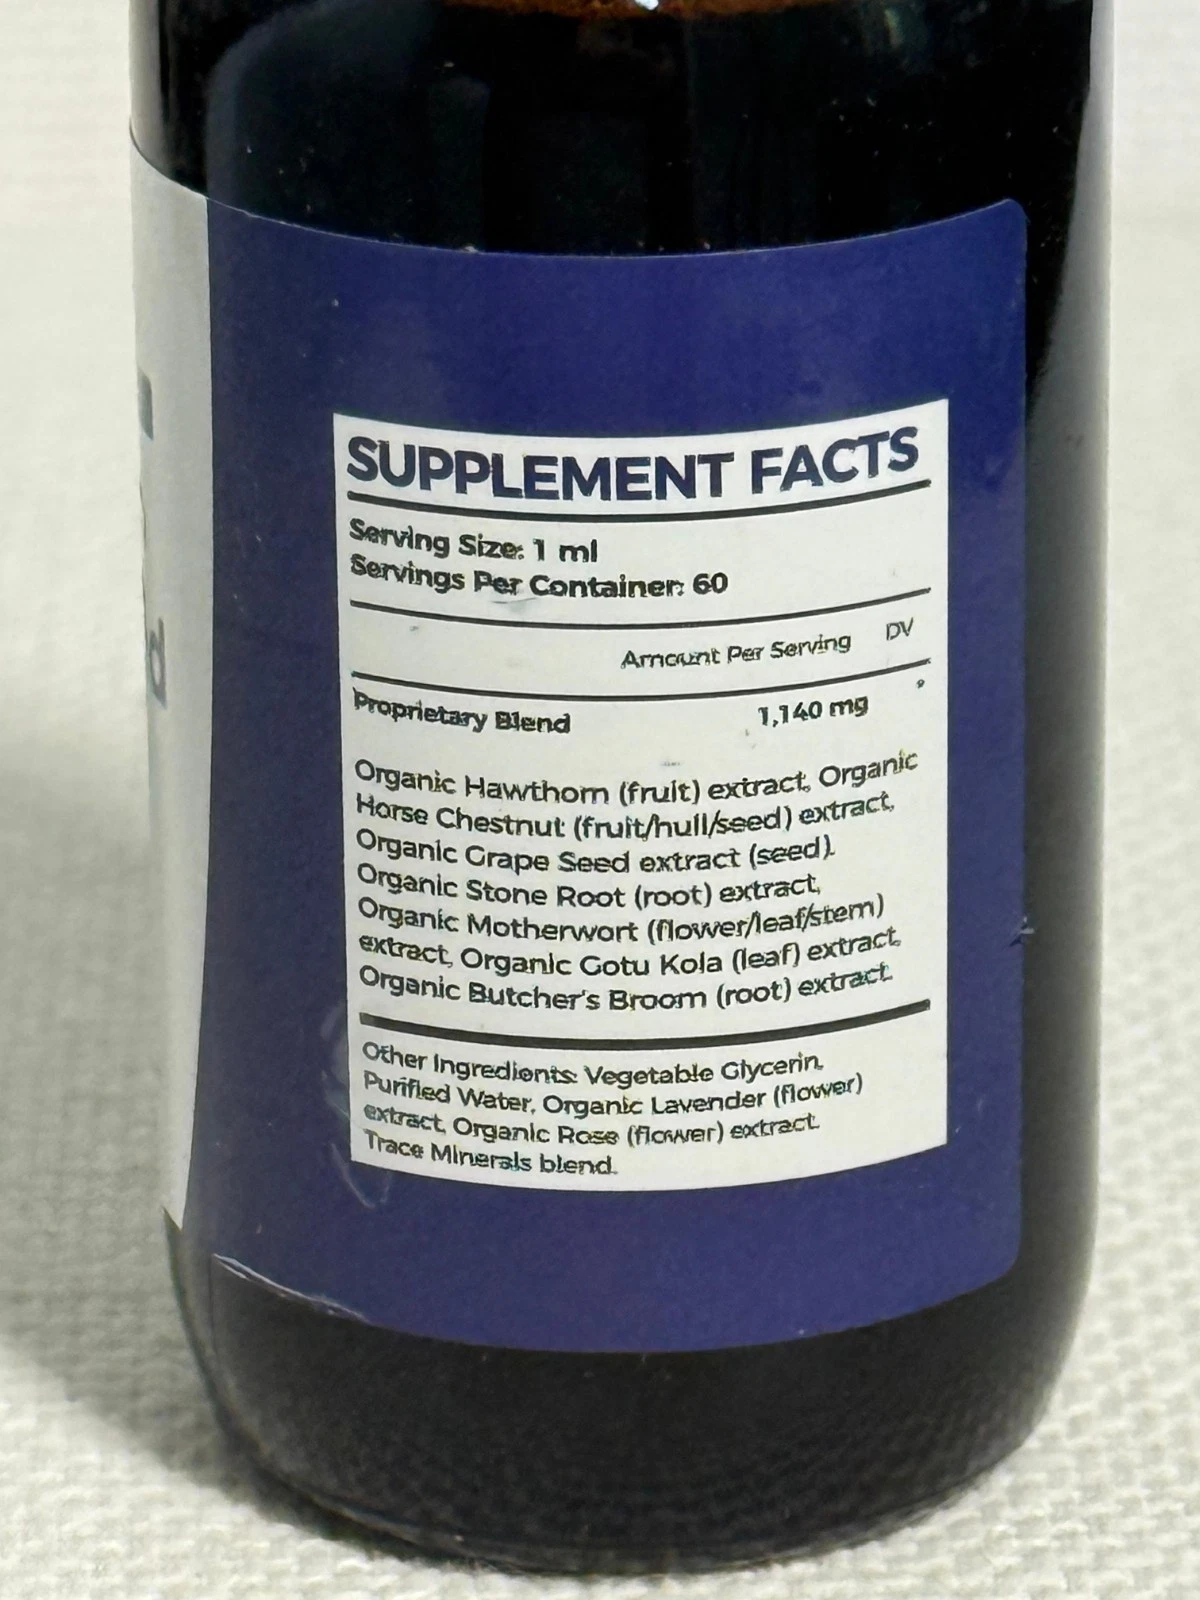 SUPPLEMENT FACTS
Serving Size: 1 ml
Servings Per Container: 60
Amount Per Serving DV
Proprietary Blend 1,140 mg *
Organic Hawthorn (fruit) extract, Organic
Horse Chestnut (fruit/hull/seed) extract,
Organic Grape Seed extract (seed),
Organic Stone Root (root) extract,
Organic Motherwort (flower/leaf/stem)
extract, Organic Gotu Kola (leaf) extract,
Organic Butcher's Broom (root) extract.
Other Ingredients: Vegetable Glycerin,
Purified Water, Organic Lavender (flower)
extract, Organic Rose (flower) extract.
Trace Minerals blend.